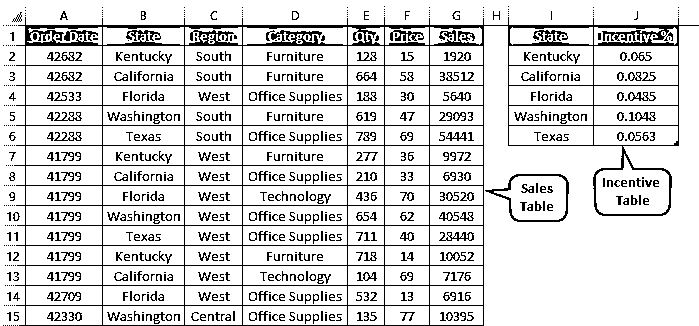 A B C D E F G H I J
1 Order Date State Region Category Qty Price Sales State Incentive %
2 42682 Kentucky South Furniture 128 15 1920 Kentucky 0.065
3 42682 California South Furniture 664 58 38512 California 0.0825
4 42533 Florida West Office Supplies 188 30 5640 Florida 0.0485
5 42288 Washington South Furniture 619 47 29093 Washington 0.1048
6 42288 Texas South Office Supplies 789 69 54441 Texas 0.0563
7 41799 Kentucky West Furniture 277 36 9972
8 41799 California West Office Supplies 210 33 6930
9 41799 Florida West Technology 436 70 30520
10 41799 Washington West Office Supplies 654 62 40548
11 41799 Texas West Office Supplies 711 40 28440
12 41799 Kentucky West Furniture 718 14 10052
13 41799 California West Technology 104 69 7176
14 42709 Florida West Office Supplies 532 13 6916
15 42330 Washington Central Office Supplies 135 77 10395
Sales
Table
Incentive
Table